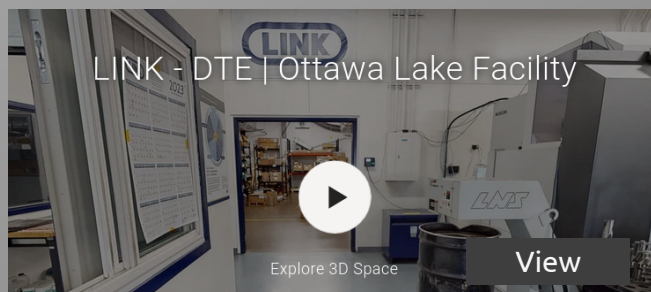 LINK
LINK - DTE | Ottawa Lake Facility
2023
LNS
Explore 3D Space
View